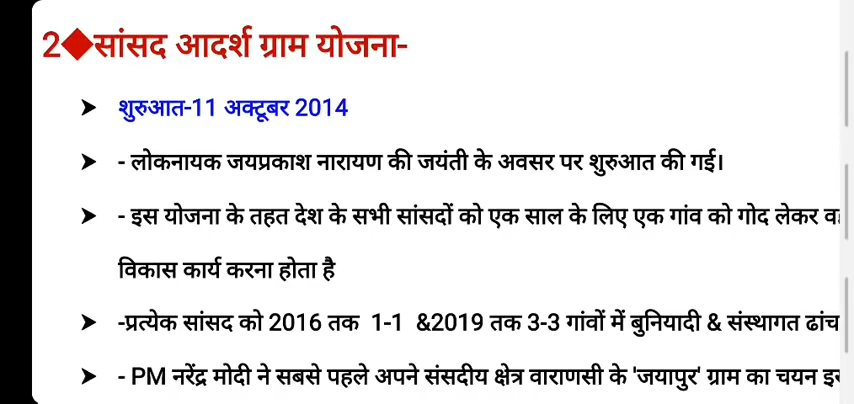 2◆सांसद आदर्श ग्राम योजना-
➤ शुरुआत-11 अक्टूबर 2014
➤ - लोकनायक जयप्रकाश नारायण की जयंती के अवसर पर शुरुआत की गई।
➤ - इस योजना के तहत देश के सभी सांसदों को एक साल के लिए एक गांव को गोद लेकर
विकास कार्य करना होता है
➤ -प्रत्येक सांसद को 2016 तक 1-1 &2019 तक 3-3 गांवों में बुनियादी & संस्थागत
➤ - PM नरेंद्र मोदी ने सबसे पहले अपने संसदीय क्षेत्र वाराणसी के 'जयापुर' ग्राम का चयन